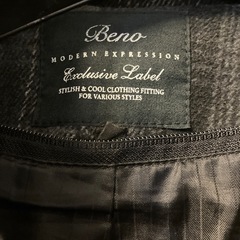 Beno
MODERN EXPRESSION
Exclusive Label
STYLISH & COOL CLOTHING FITTING
FOR VARIOUS STYLES